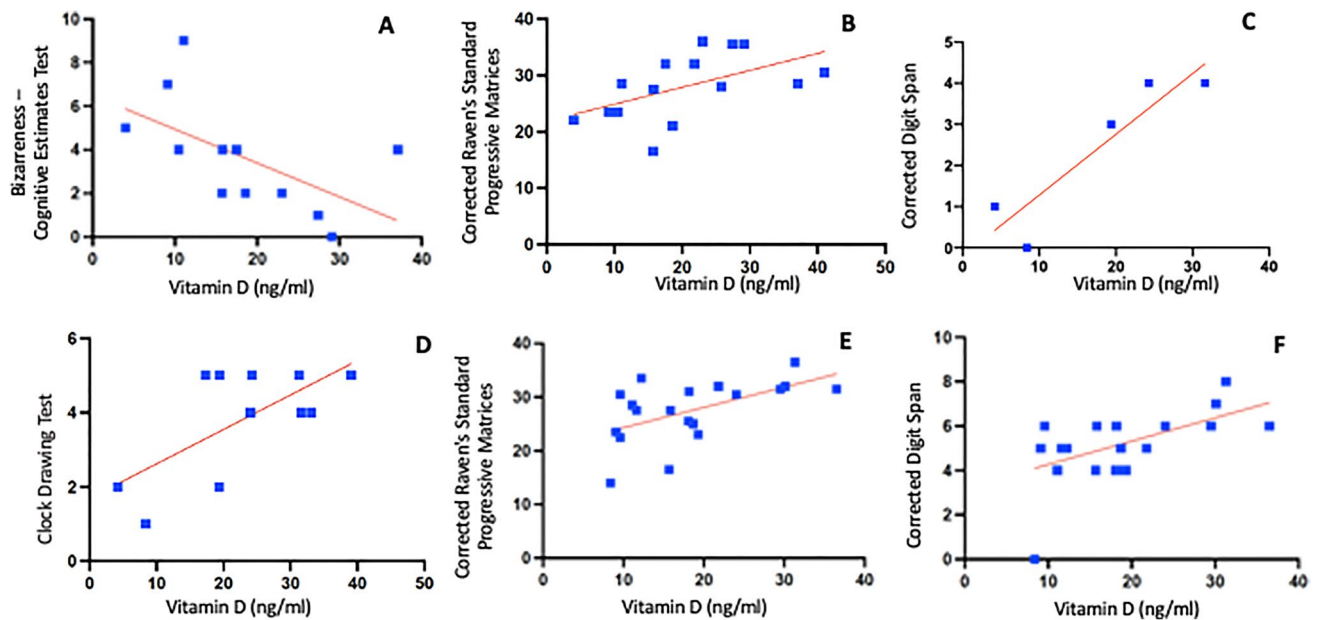 A
Bizarreness –
Cognitive Estimates Test
10
8
6
4
2
0
0 10 20 30 40
Vitamin D (ng/ml)
B
Corrected Raven's Standard
Progressive Matrices
40
30
20
10
0
0 10 20 30 40 50
Vitamin D (ng/ml)
C
Corrected Digit Span
5
4
3
2
1
0
0 10 20 30 40
Vitamin D (ng/ml)
D
Clock Drawing Test
6
4
2
0
0 10 20 30 40 50
Vitamin D (ng/ml)
E
Corrected Raven's Standard
Progressive Matrices
40
30
20
10
0
0 10 20 30 40
Vitamin D (ng/ml)
F
Corrected Digit Span
10
8
6
4
2
0
0 10 20 30 40
Vitamin D (ng/ml)